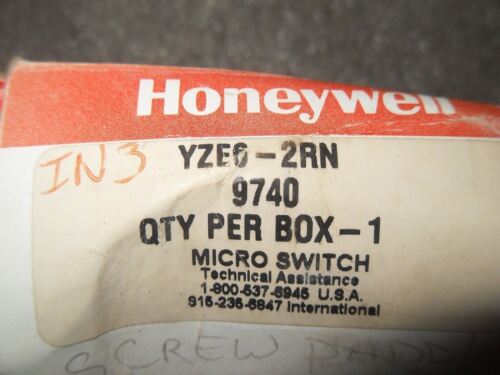 Honeywell
IN3 YZE6-2RN
9740
QTY PER BOX-1
MICRO SWITCH
Technical Assistance
1-800-537-6945 U.S.A.
815-235-6847 International
SCREW